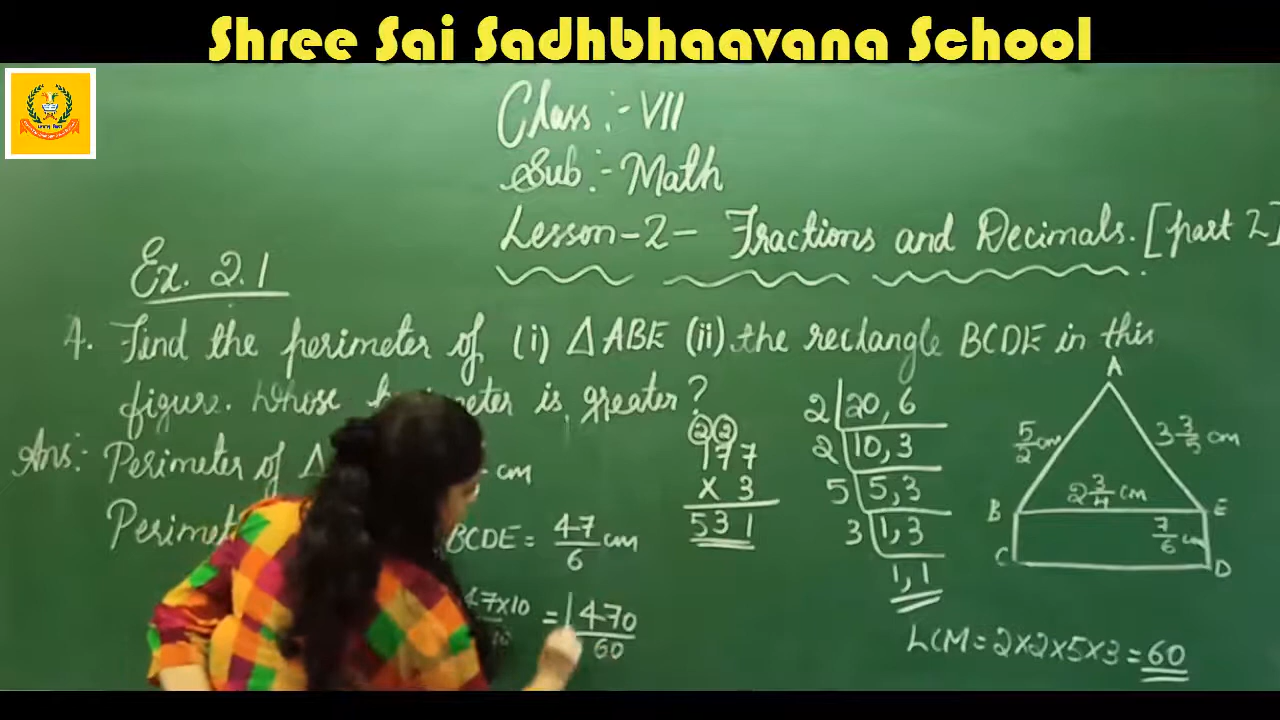 Shree Sai Sadhbhaavana School
Class :- VII
Sub :- Math
Lesson - 2 - Fractions and Decimals. [part 2]
Ex. 2.1
4. Find the perimeter of (i) △ ABE (ii) the rectangle BCDE in this
figure. Whose is greater?
Ans:- Perimeter of △ cm
BCDE = 47/6 cm
47×10 = 470/60
②②
177
× 3
531
2 | 20, 6
2 | 10, 3
5 | 5, 3
3 | 1, 3
1, 1
LCM = 2×2×5×3 = 60
A
5/2 cm
3 3/5 cm
2 3/4 cm
B
E
7/6 cm
C
D